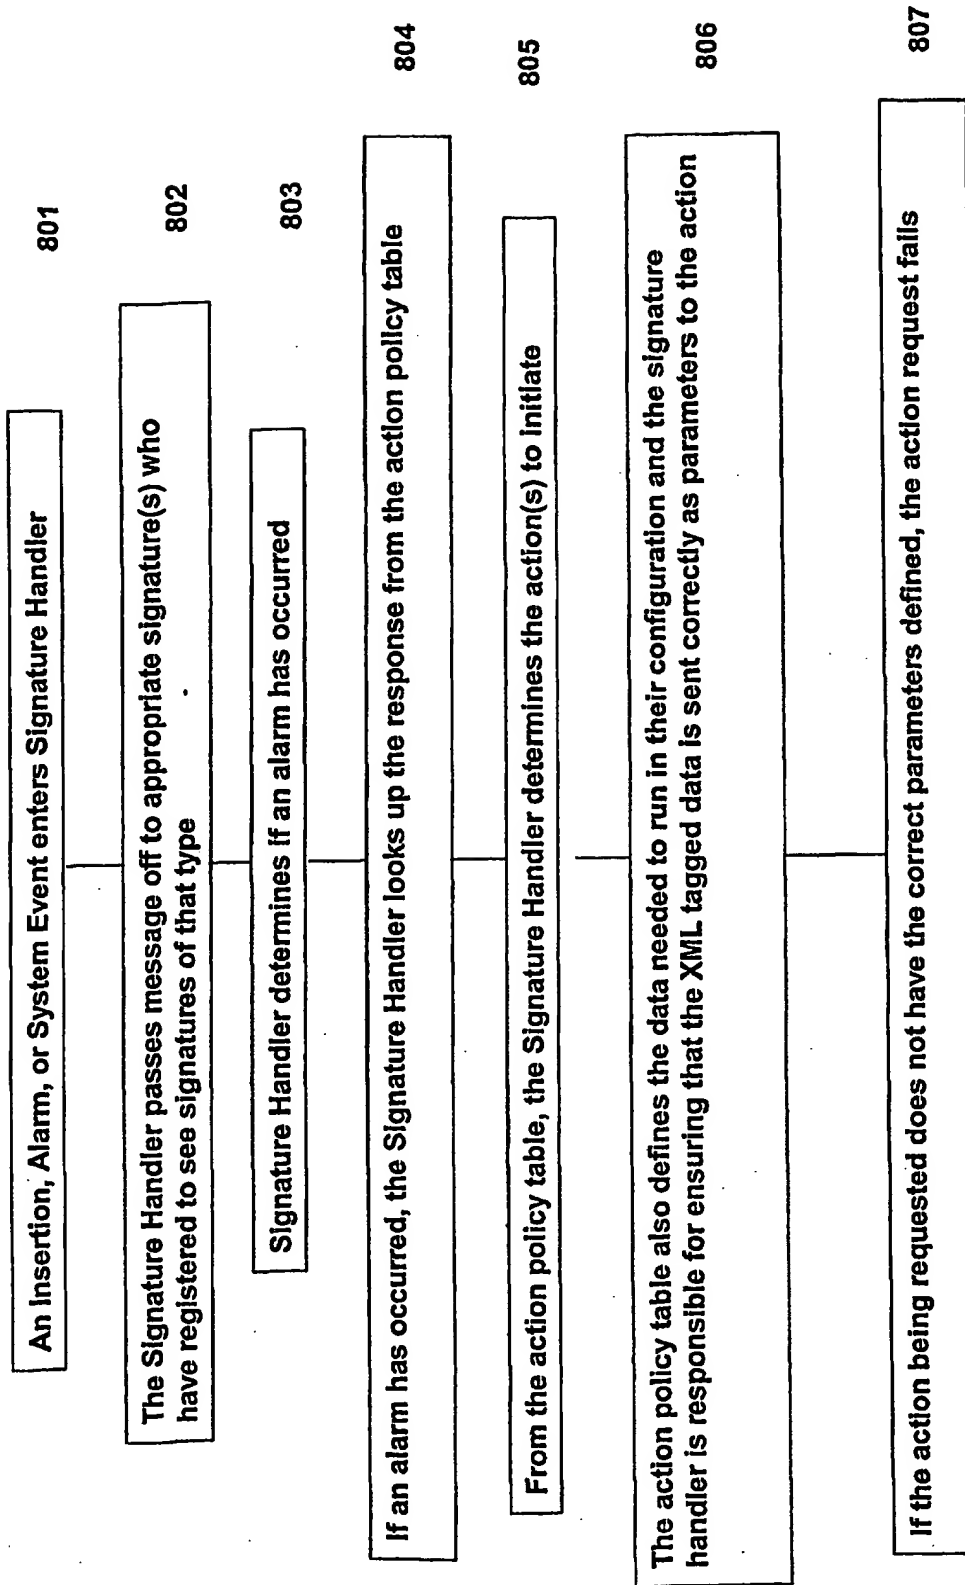 An Insertion, Alarm, or System Event enters Signature Handler
801
The Signature Handler passes message off to appropriate signature(s) who
have registered to see signatures of that type
802
Signature Handler determines if an alarm has occurred
803
If an alarm has occurred, the Signature Handler looks up the response from the action policy table
804
From the action policy table, the Signature Handler determines the action(s) to initiate
805
The action policy table also defines the data needed to run in their configuration and the signature
handler is responsible for ensuring that the XML tagged data is sent correctly as parameters to the action
806
If the action being requested does not have the correct parameters defined, the action request fails
807